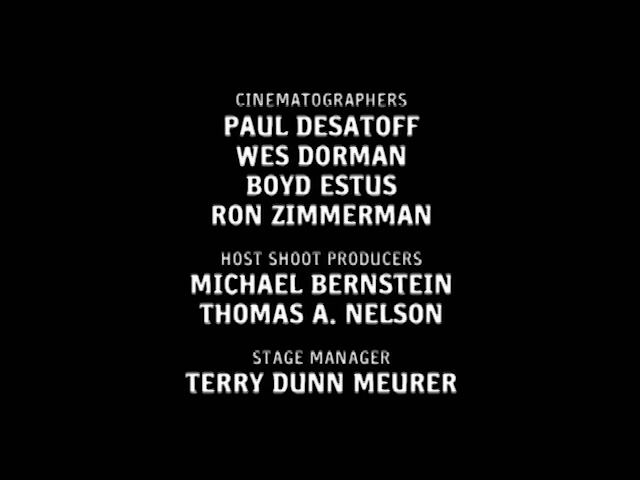 CINEMATOGRAPHERS
PAUL DESATOFF
WES DORMAN
BOYD ESTUS
RON ZIMMERMAN
HOST SHOOT PRODUCERS
MICHAEL BERNSTEIN
THOMAS A. NELSON
STAGE MANAGER
TERRY DUNN MEURER